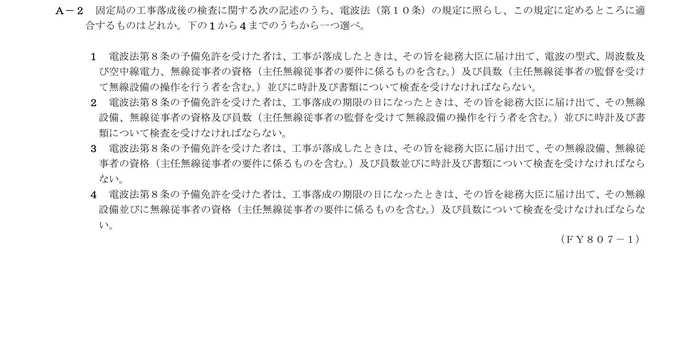 A－2 固定局の工事落成後の検査に関する次の記述のうち、電波法（第１０条）の規定に照らし、この規定に定めるところに適
合するものはどれか。下の1から4までのうちから一つ選べ。
1 電波法第８条の予備免許を受けた者は、工事が落成したときは、その旨を総務大臣に届け出て、電波の型式、周波数及
び空中線電力、無線従事者の資格（主任無線従事者の要件に係るものを含む。）及び員数（主任無線従事者の監督を受け
て無線設備の操作を行う者を含む。）並びに時計及び書類について検査を受けなければならない。
2 電波法第８条の予備免許を受けた者は、工事落成の期限の日になったときは、その旨を総務大臣に届け出て、その無線
設備、無線従事者の資格及び員数（主任無線従事者の監督を受けて無線設備の操作を行う者を含む。）並びに時計及び書
類について検査を受けなければならない。
3 電波法第８条の予備免許を受けた者は、工事が落成したときは、その旨を総務大臣に届け出て、その無線設備、無線従
事者の資格（主任無線従事者の要件に係るものを含む。）及び員数並びに時計及び書類について検査を受けなければなら
ない。
4 電波法第８条の予備免許を受けた者は、工事落成の期限の日になったときは、その旨を総務大臣に届け出て、その無線
設備並びに無線従事者の資格（主任無線従事者の要件に係るものを含む。）及び員数について検査を受けなければならな
い。
（ＦＹ８０７－１）